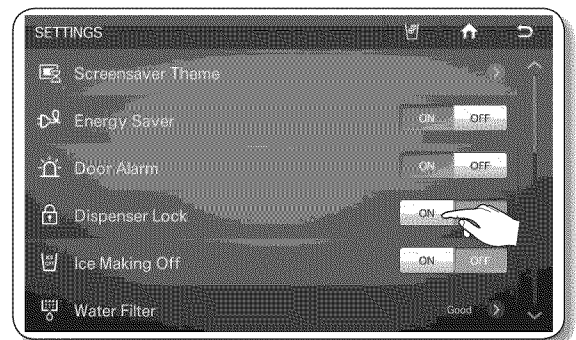 SETTINGS
Screensaver Theme
Energy Saver ON OFF
Door Alarm ON OFF
Dispenser Lock ON
Ice Making Off ON OFF
Water Filter Good